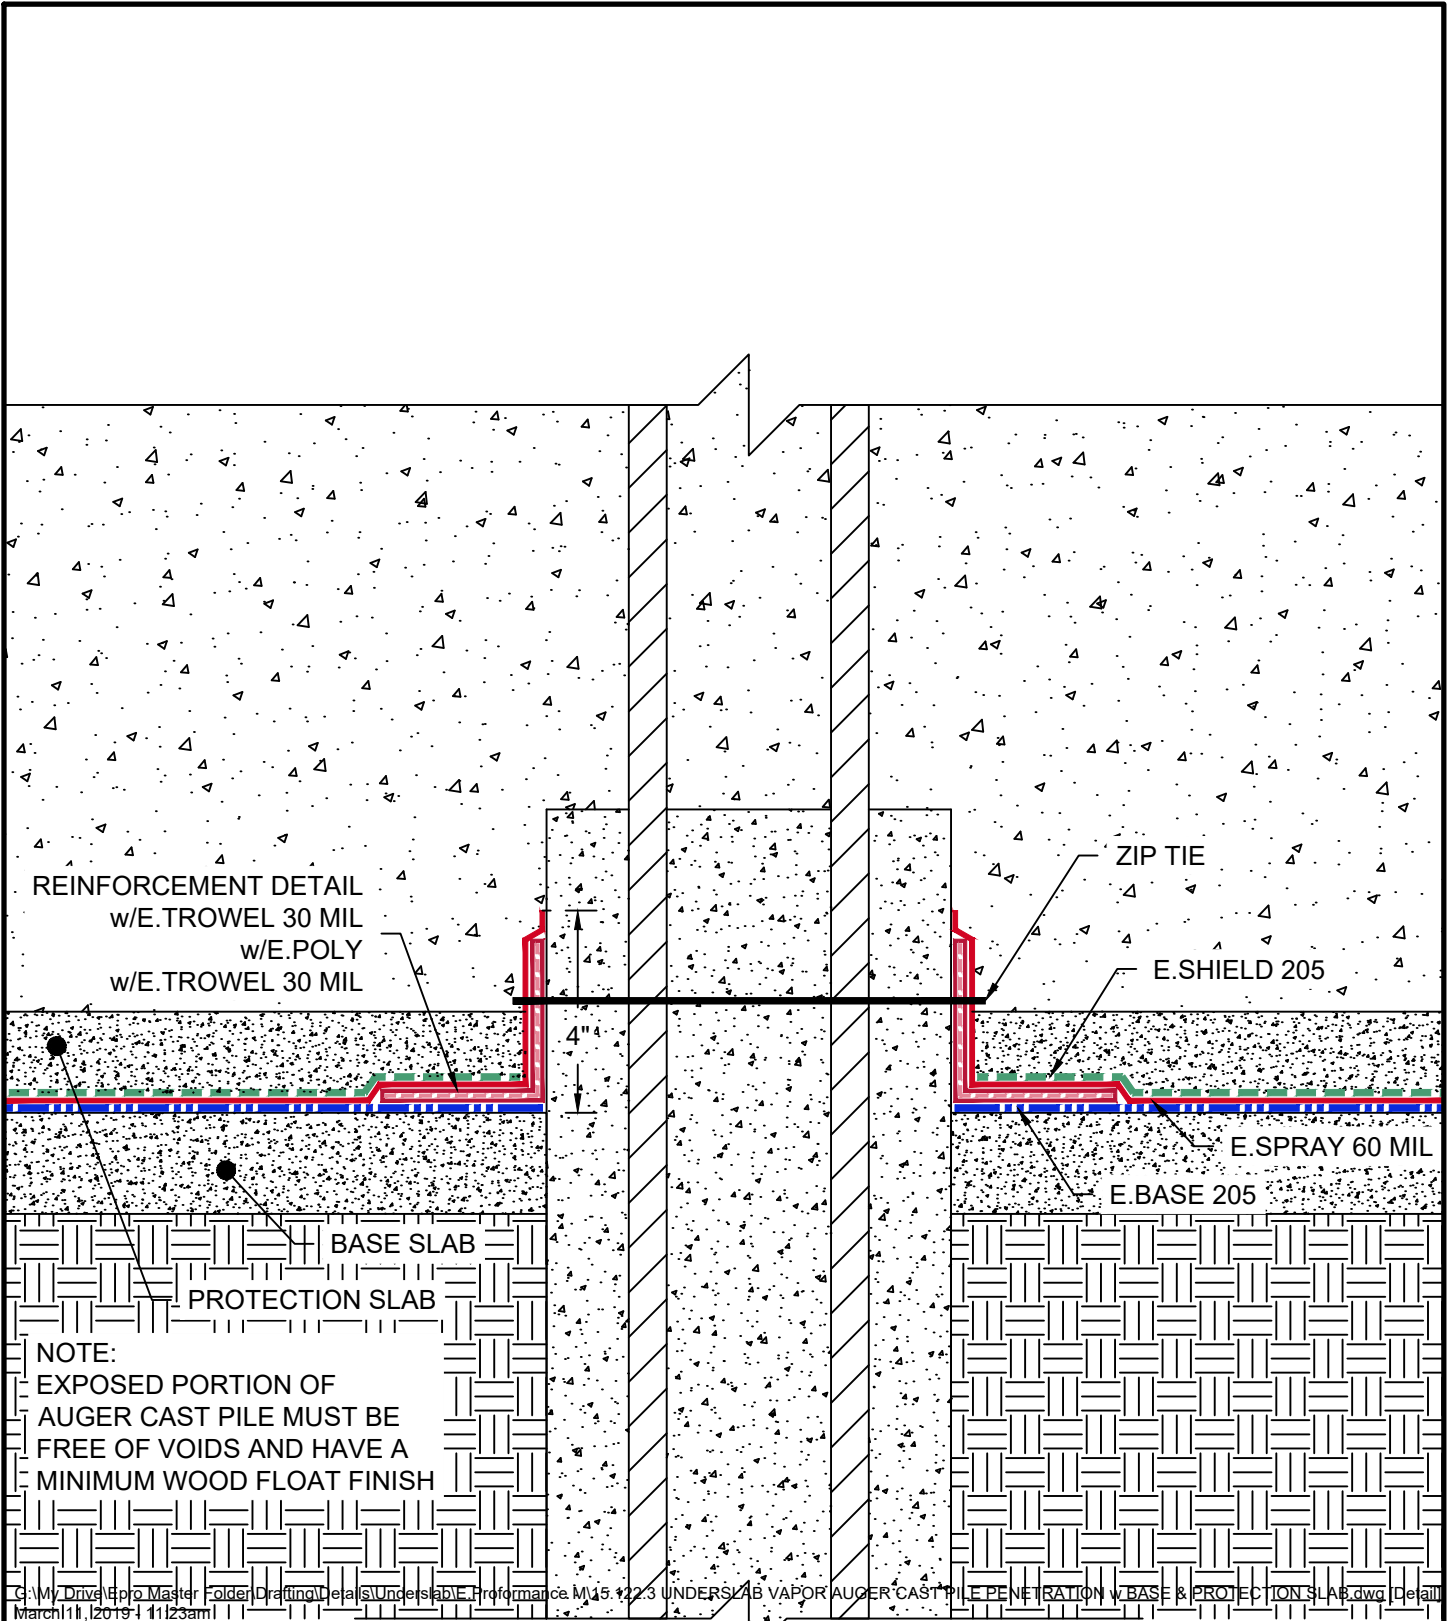 REINFORCEMENT DETAIL
w/E.TROWEL 30 MIL
w/E.POLY
w/E.TROWEL 30 MIL
ZIP TIE
E.SHIELD 205
4"
E.SPRAY 60 MIL
E.BASE 205
BASE SLAB
PROTECTION SLAB
NOTE:
EXPOSED PORTION OF
AUGER CAST PILE MUST BE
FREE OF VOIDS AND HAVE A
MINIMUM WOOD FLOAT FINISH
G:\My Drive\Epro Master Folder\Drafting\Details\Underslab\E.Proformance M\15.122.3 UNDERSLAB VAPOR AUGER CAST PILE PENETRATION w BASE & PROTECTION SLAB.dwg [Detail]
March 11, 2019 - 11:23am